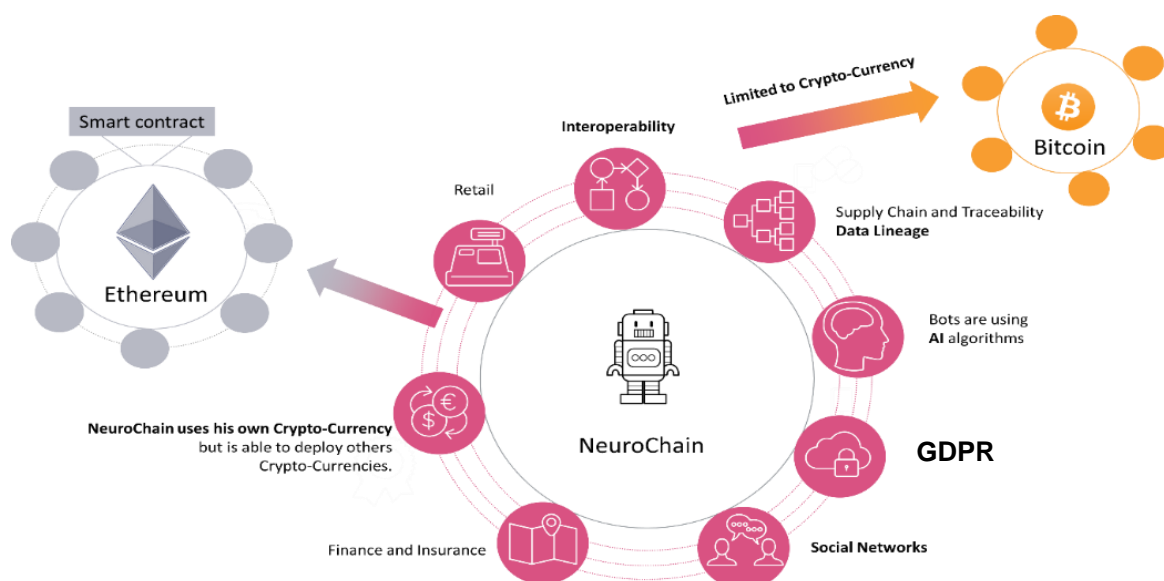 Limited to Crypto-Currency
Smart contract
Interoperability
Bitcoin
Retail
Supply Chain and Traceability
Data Lineage
Ethereum
Bots are using
AI algorithms
NeuroChain uses his own Crypto-Currency
but is able to deploy others
Crypto-Currencies.
NeuroChain
GDPR
Finance and Insurance
Social Networks
$
€